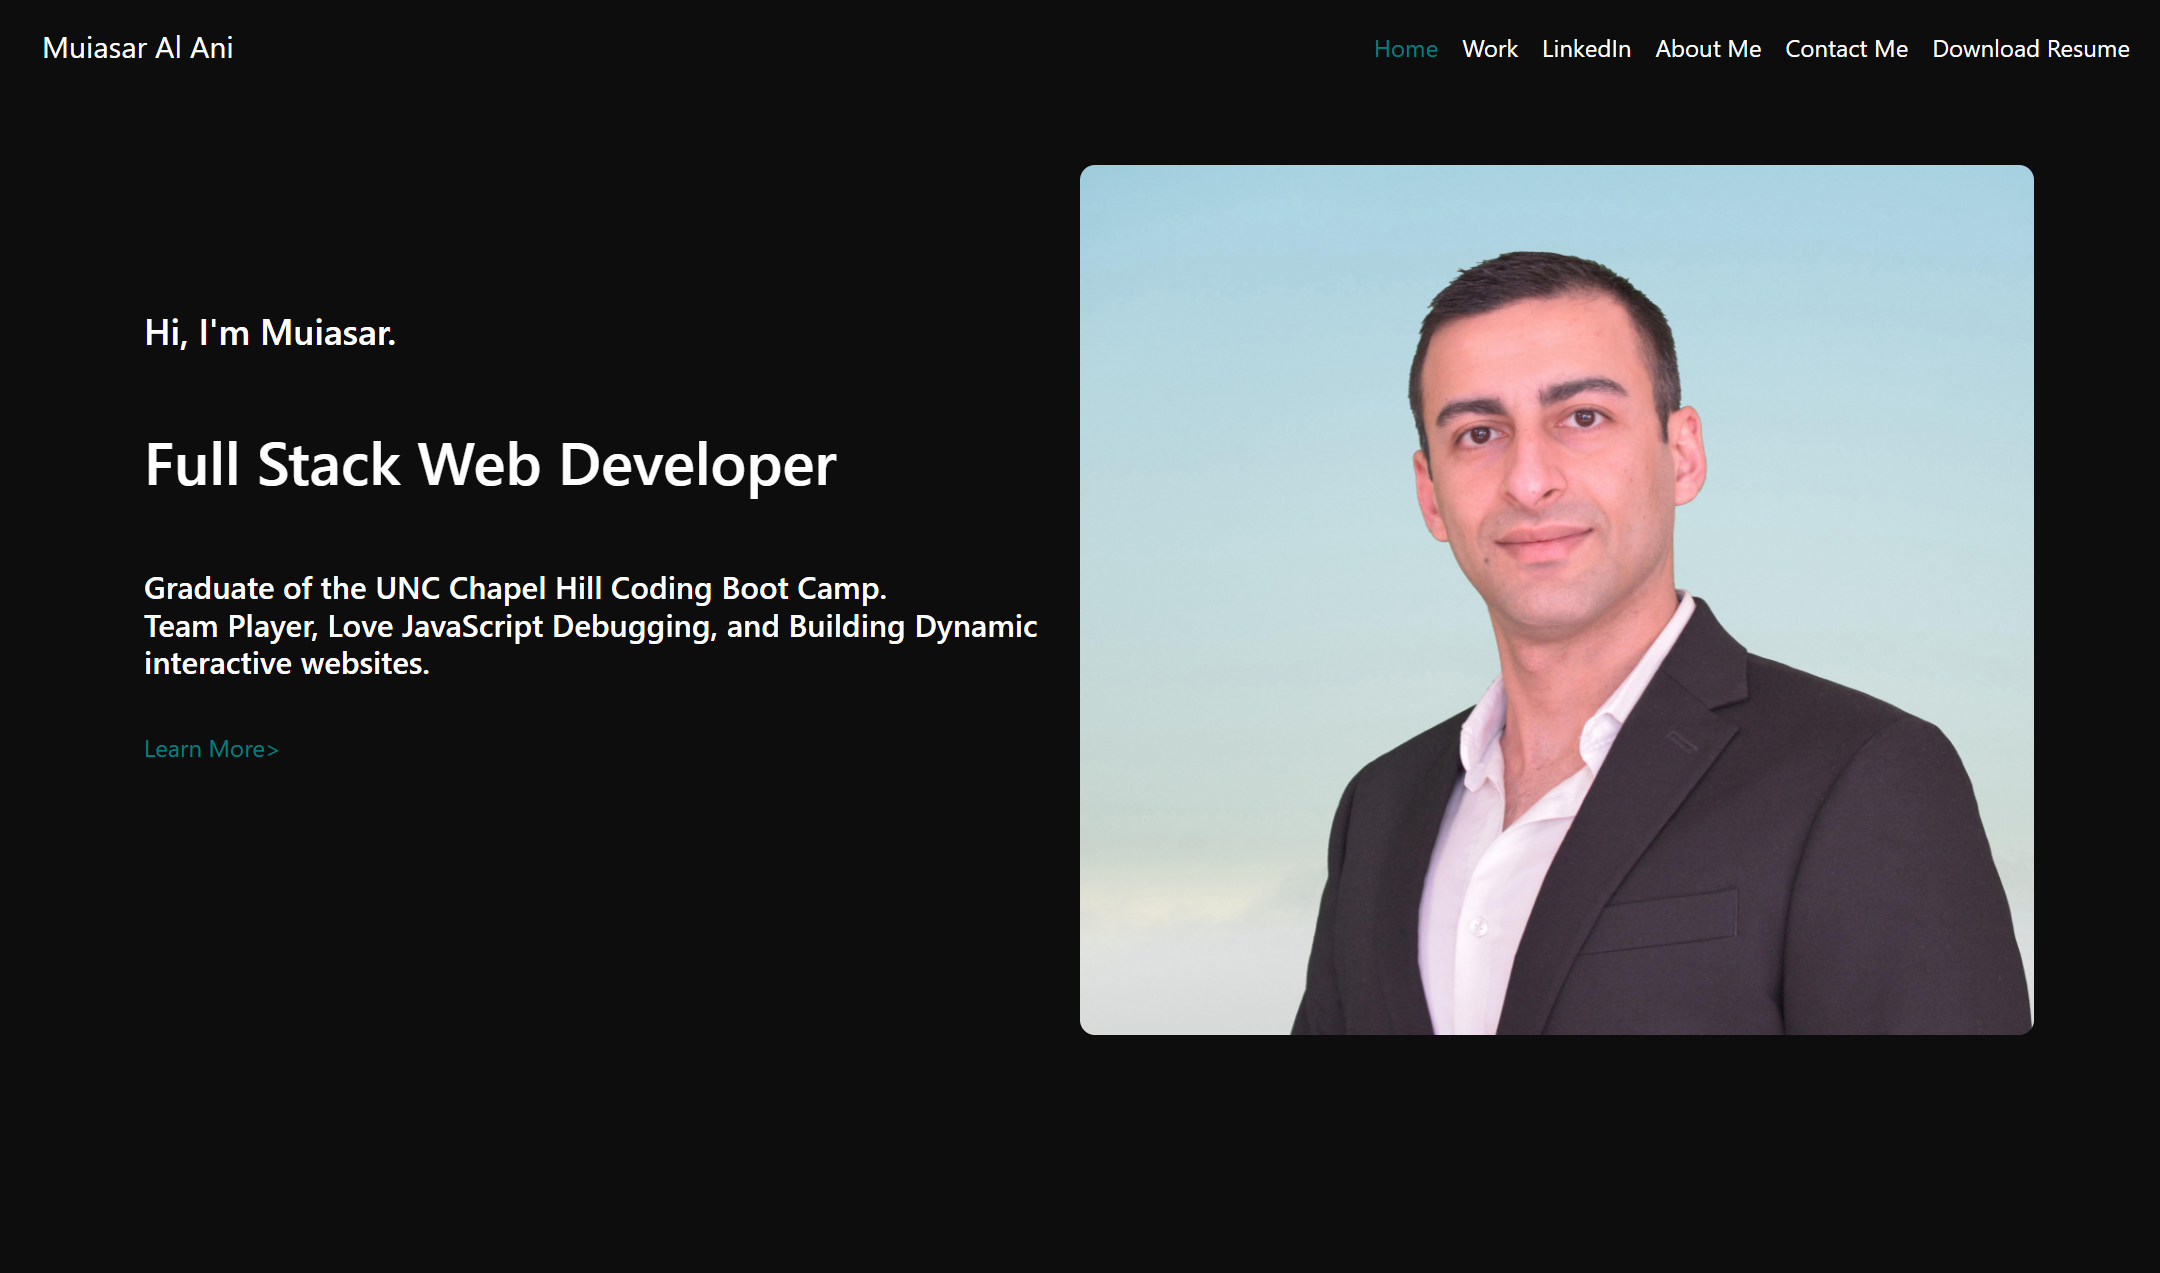 Muiasar Al Ani
Home Work LinkedIn About Me Contact Me Download Resume
Hi, I'm Muiasar.
Full Stack Web Developer
Graduate of the UNC Chapel Hill Coding Boot Camp.
Team Player, Love JavaScript Debugging, and Building Dynamic
interactive websites.
Learn More>